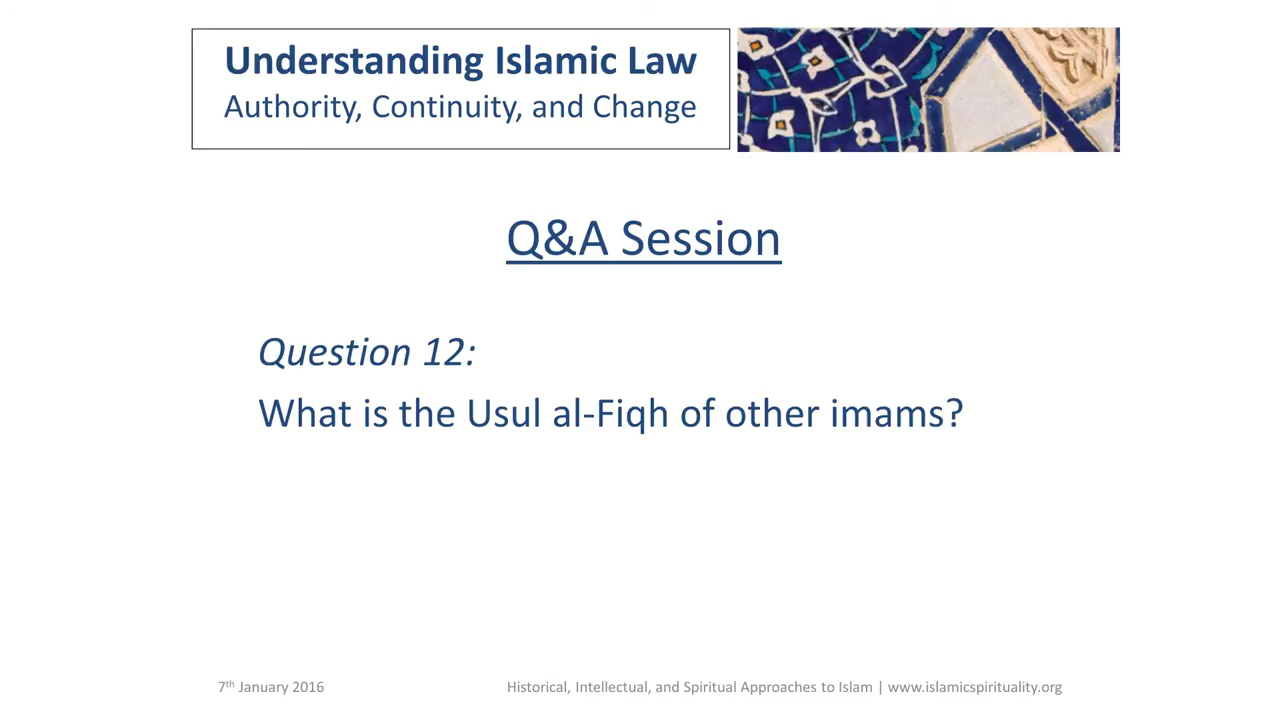 Understanding Islamic Law
Authority, Continuity, and Change
Q&A Session
Question 12:
What is the Usul al-Fiqh of other imams?
7th January 2016
Historical, Intellectual, and Spiritual Approaches to Islam | www.islamicspirituality.org